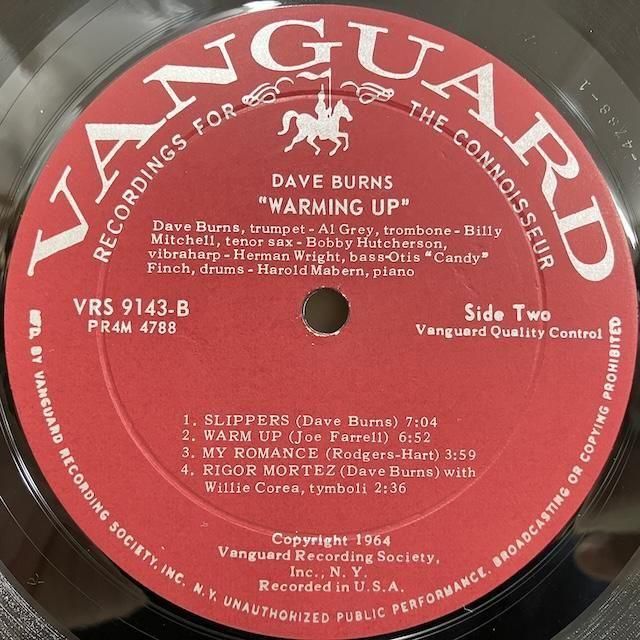 VANGUARD
RECORDINGS FOR THE CONNOISSEUR
DAVE BURNS
"WARMING UP"
Dave Burns, trumpet - Al Grey, trombone - Billy
Mitchell, tenor sax - Bobby Hutcherson,
vibraharp - Herman Wright, bass-Otis "Candy"
Finch, drums - Harold Mabern, piano
VRS 9143-B
PR4M 4788
Side Two
Vanguard Quality Control
1. SLIPPERS (Dave Burns) 7:04
2. WARM UP (Joe Farrell) 6:52
3. MY ROMANCE (Rodgers-Hart) 3:59
4. RIGOR MORTEZ (Dave Burns) with
Willie Corea, tymboli 2:36
Copyright 1964
Vanguard Recording Society,
Inc., N. Y.
Recorded in U.S.A.
MFD. BY VANGUARD RECORDING SOCIETY, INC. N.Y. UNAUTHORIZED PUBLIC PERFORMANCE, BROADCASTING OR COPYING PROHIBITED